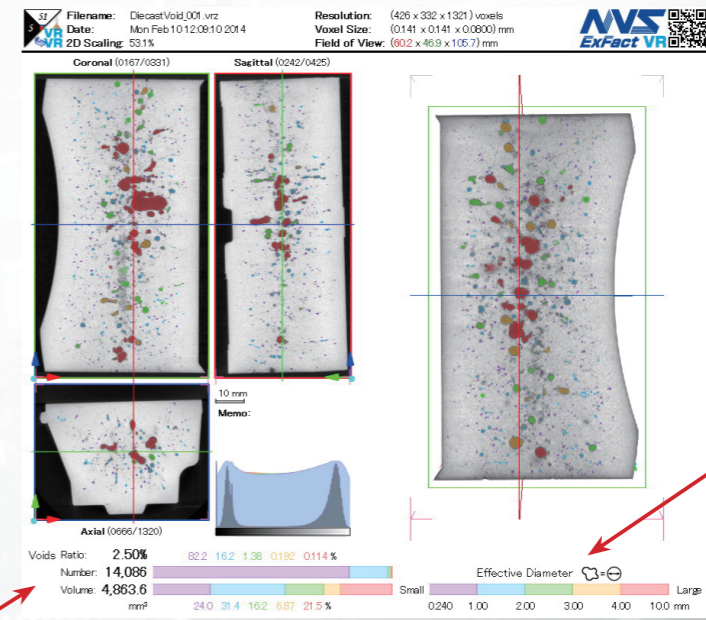 51
5
VR
VR
Filename: DiecastVoid_001.vrz
Date: Mon Feb 10 12:08:10 2014
2D Scaling: 53.1%
Resolution: (426 x 332 x 1321) voxels
Voxel Size: (0.141 x 0.141 x 0.0800) mm
Field of View: (60.2 x 46.9 x 105.7) mm
NVS
ExFact VR
Coronal (0167/0331)
Sagittal (0242/0425)
10 mm
Memo:
Axial (0666/1320)
Voids Ratio: 2.50% 82.2 16.2 1.38 0.192 0.114 %
Number: 14,086
Volume: 4,863.6
mm³ 24.0 31.4 16.2 6.87 21.5 %
Effective Diameter =
Small Large
0.240 1.00 2.00 3.00 4.00 10.0 mm